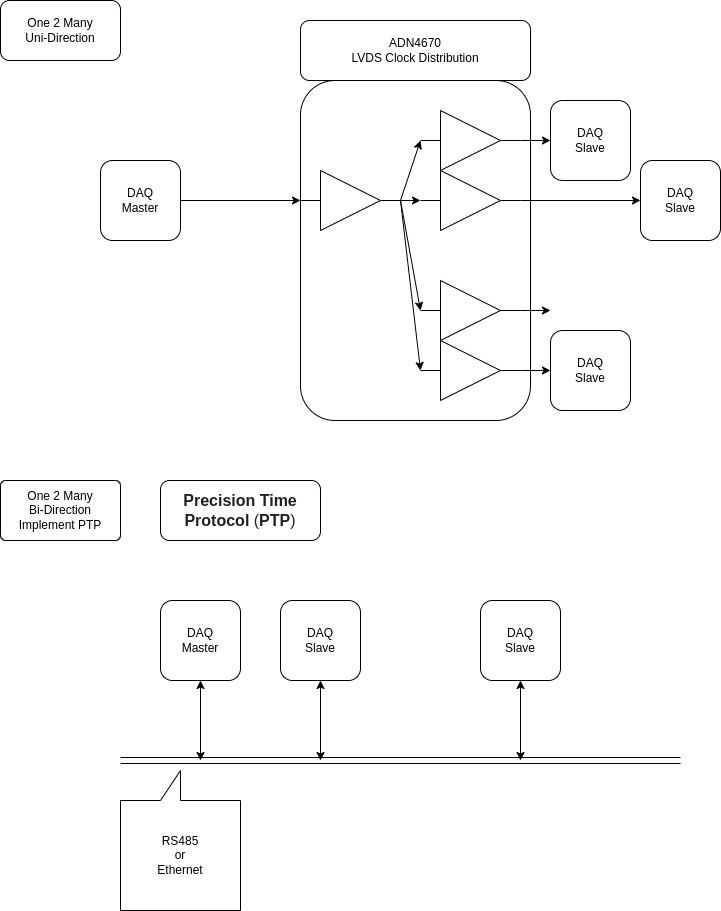 One 2 Many
Uni-Direction
ADN4670
LVDS Clock Distribution
DAQ
Slave
DAQ
Master
DAQ
Slave
DAQ
Slave
One 2 Many
Bi-Direction
Implement PTP
Precision Time
Protocol (PTP)
DAQ
Master
DAQ
Slave
DAQ
Slave
RS485
or
Ethernet